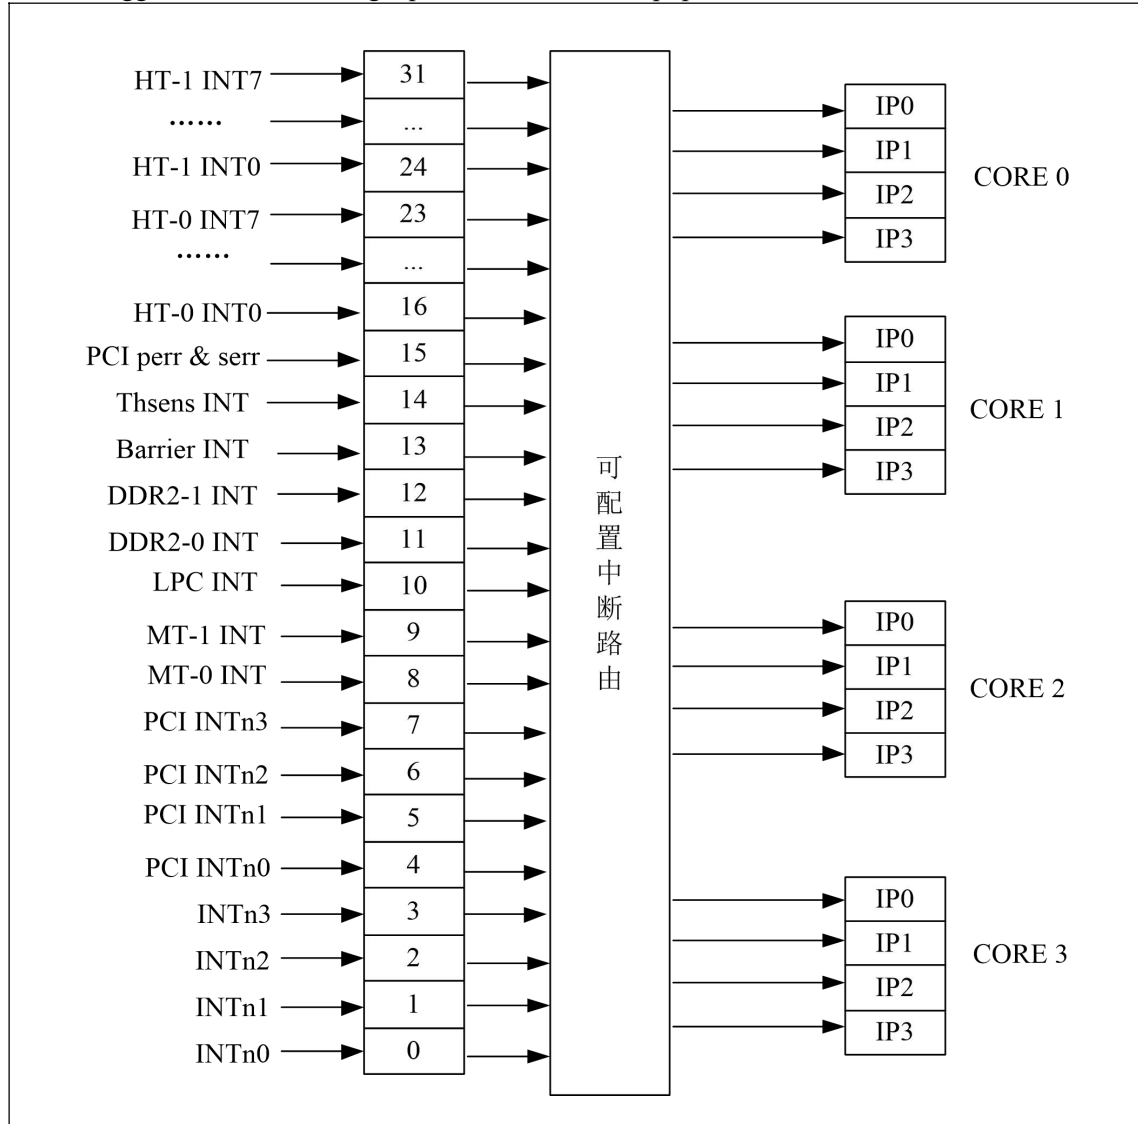 HT-1 INT7 31
...... ...
HT-1 INT0 24
HT-0 INT7 23
...... ...
HT-0 INT0 16
PCI perr & serr 15
Thsens INT 14
Barrier INT 13
DDR2-1 INT 12
DDR2-0 INT 11
LPC INT 10
MT-1 INT 9
MT-0 INT 8
PCI INTn3 7
PCI INTn2 6
PCI INTn1 5
PCI INTn0 4
INTn3 3
INTn2 2
INTn1 1
INTn0 0
可配置中断路由
IP0
IP1
IP2
IP3
CORE 0
IP0
IP1
IP2
IP3
CORE 1
IP0
IP1
IP2
IP3
CORE 2
IP0
IP1
IP2
IP3
CORE 3